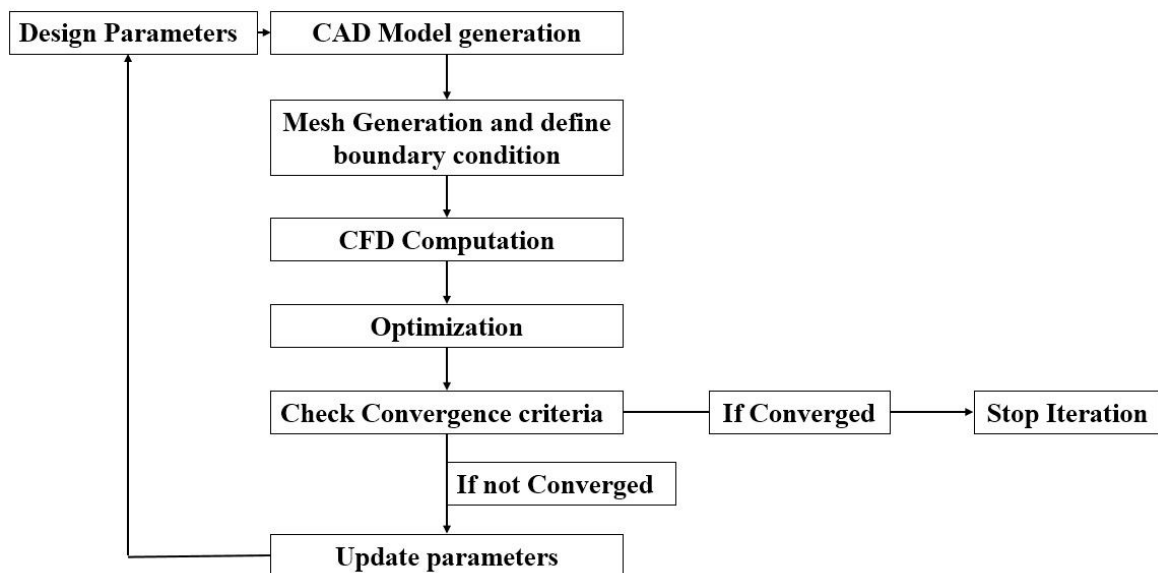 Design Parameters
CAD Model generation
Mesh Generation and define
boundary condition
CFD Computation
Optimization
Check Convergence criteria
If Converged
Stop Iteration
If not Converged
Update parameters